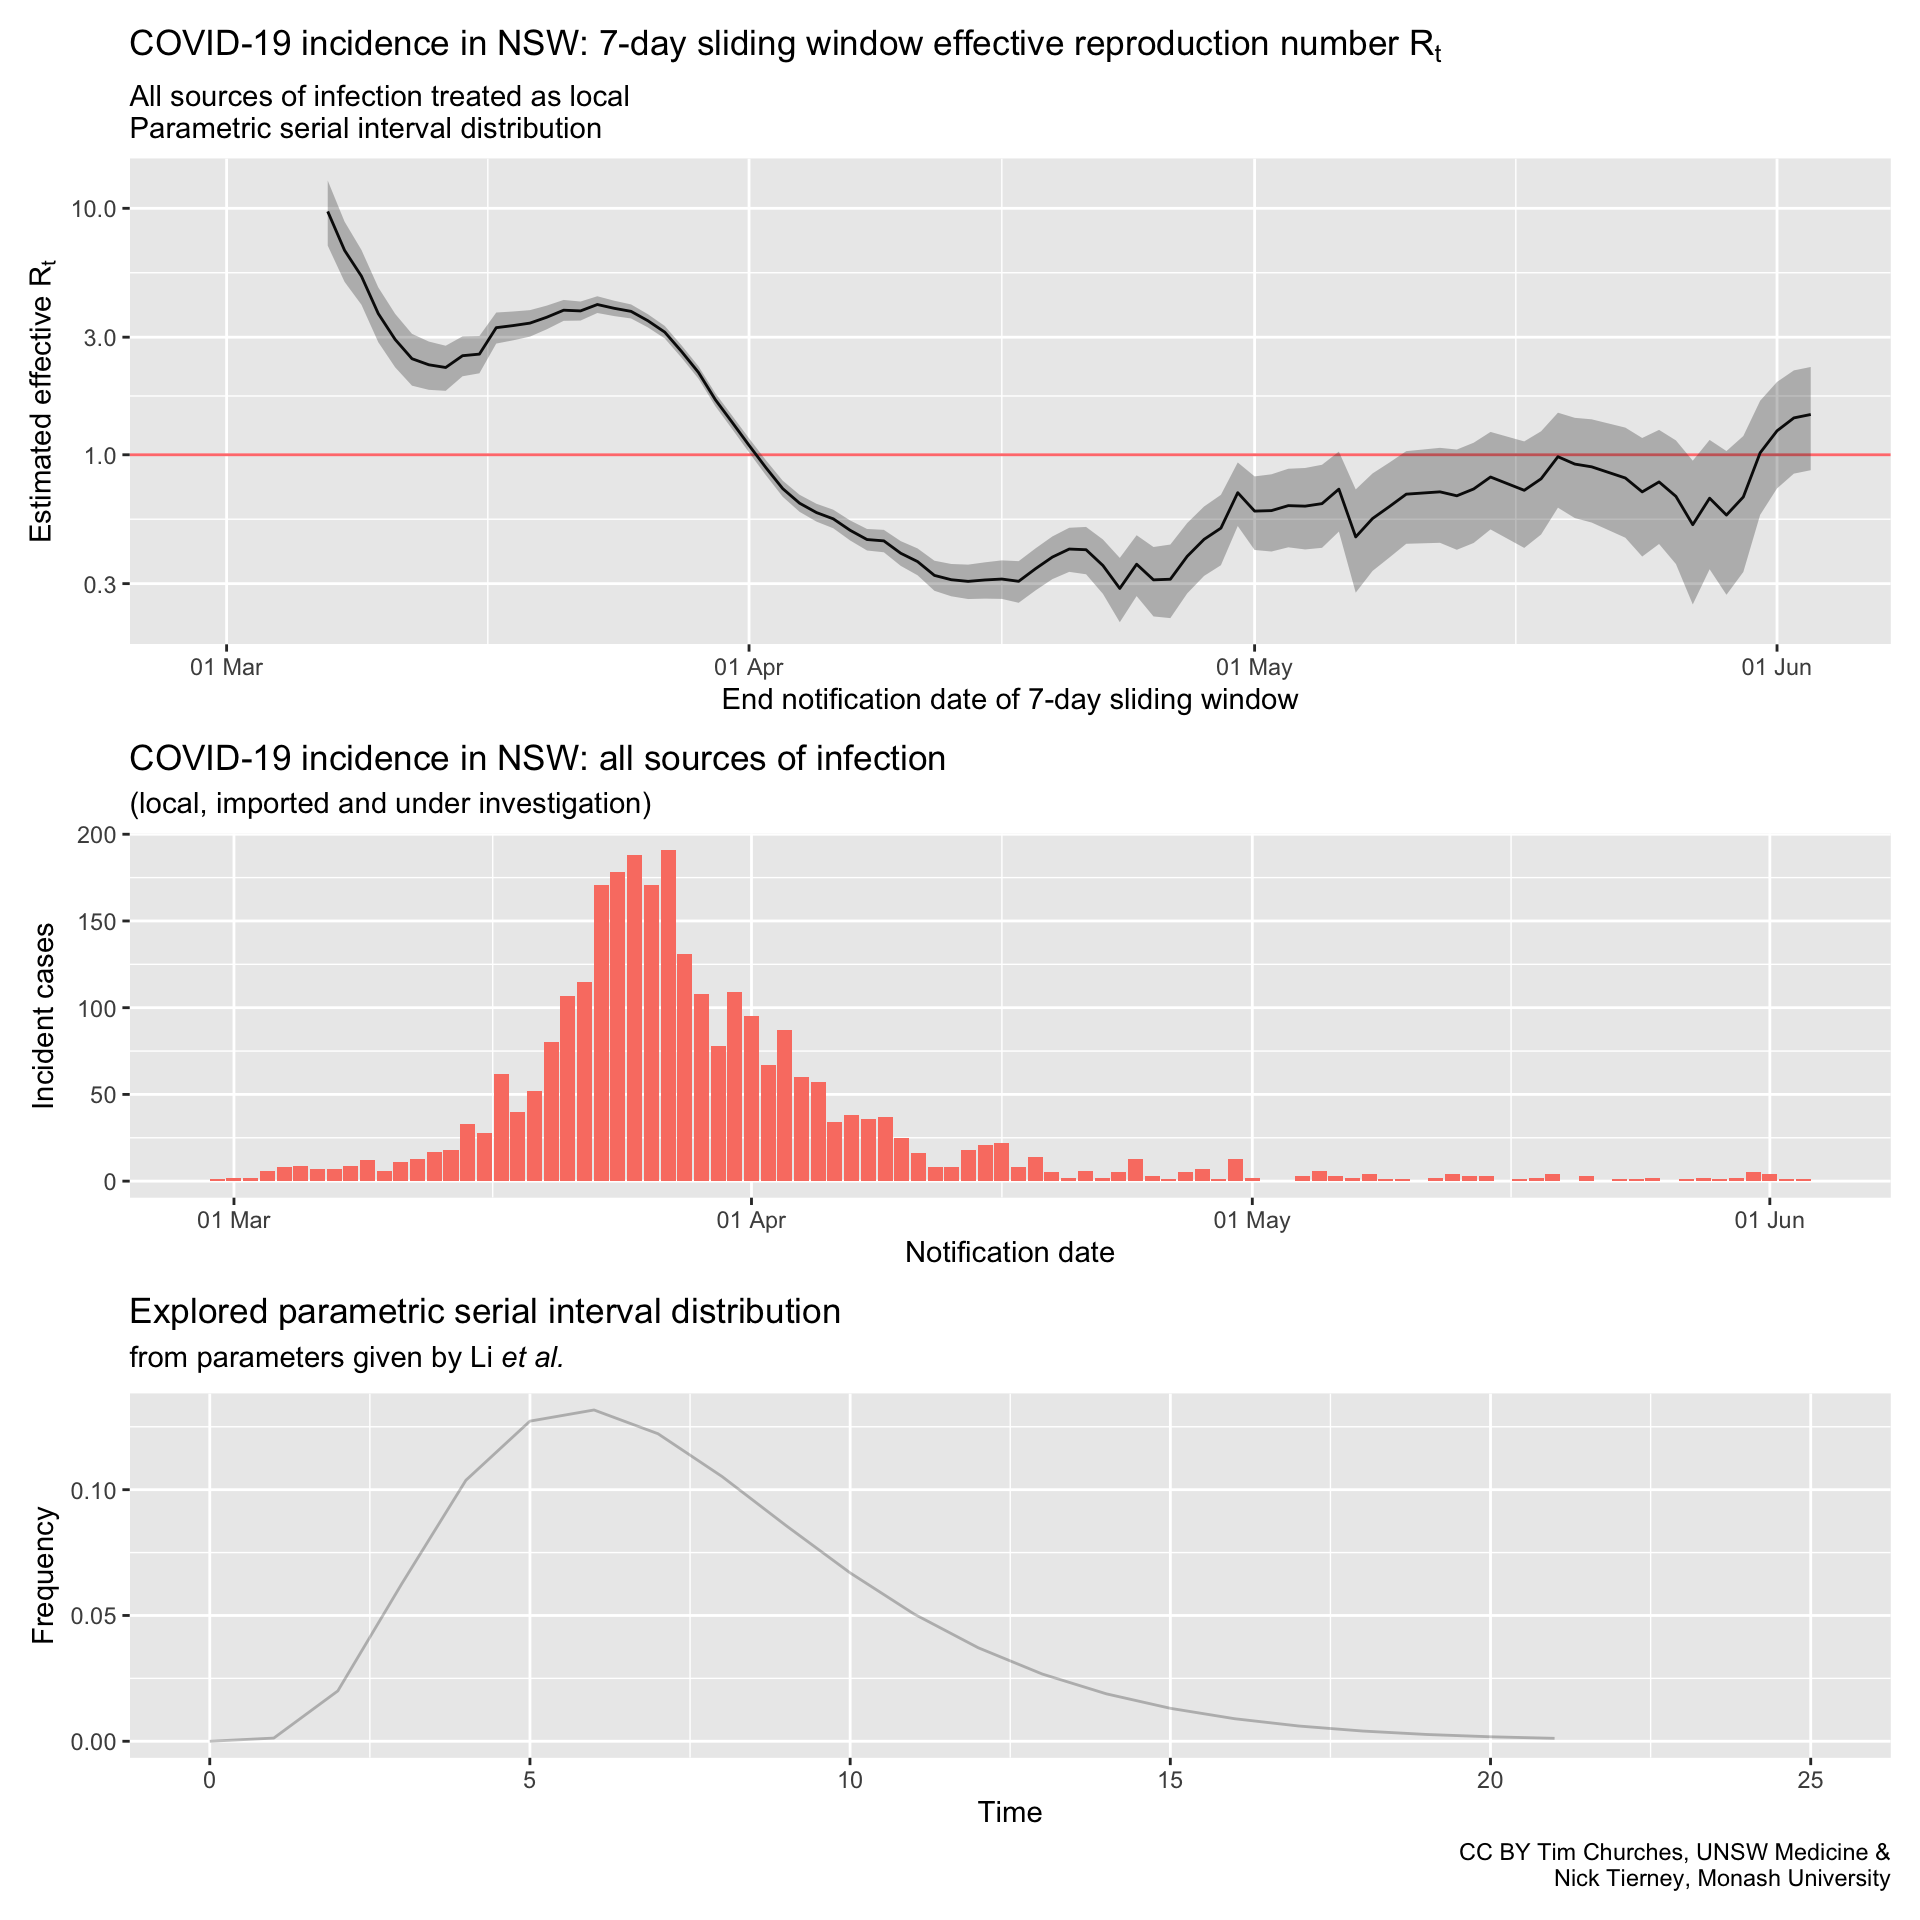 COVID-19 incidence in NSW: 7-day sliding window effective reproduction number Rt
All sources of infection treated as local
Parametric serial interval distribution
Estimated effective Rt
10.0
3.0
1.0
0.3
01 Mar
01 Apr
01 May
01 Jun
End notification date of 7-day sliding window
COVID-19 incidence in NSW: all sources of infection
(local, imported and under investigation)
Incident cases
200
150
100
50
0
01 Mar
01 Apr
01 May
01 Jun
Notification date
Explored parametric serial interval distribution
from parameters given by Li et al.
Frequency
0.10
0.05
0.00
0
5
10
15
20
25
Time
CC BY Tim Churches, UNSW Medicine &
Nick Tierney, Monash University